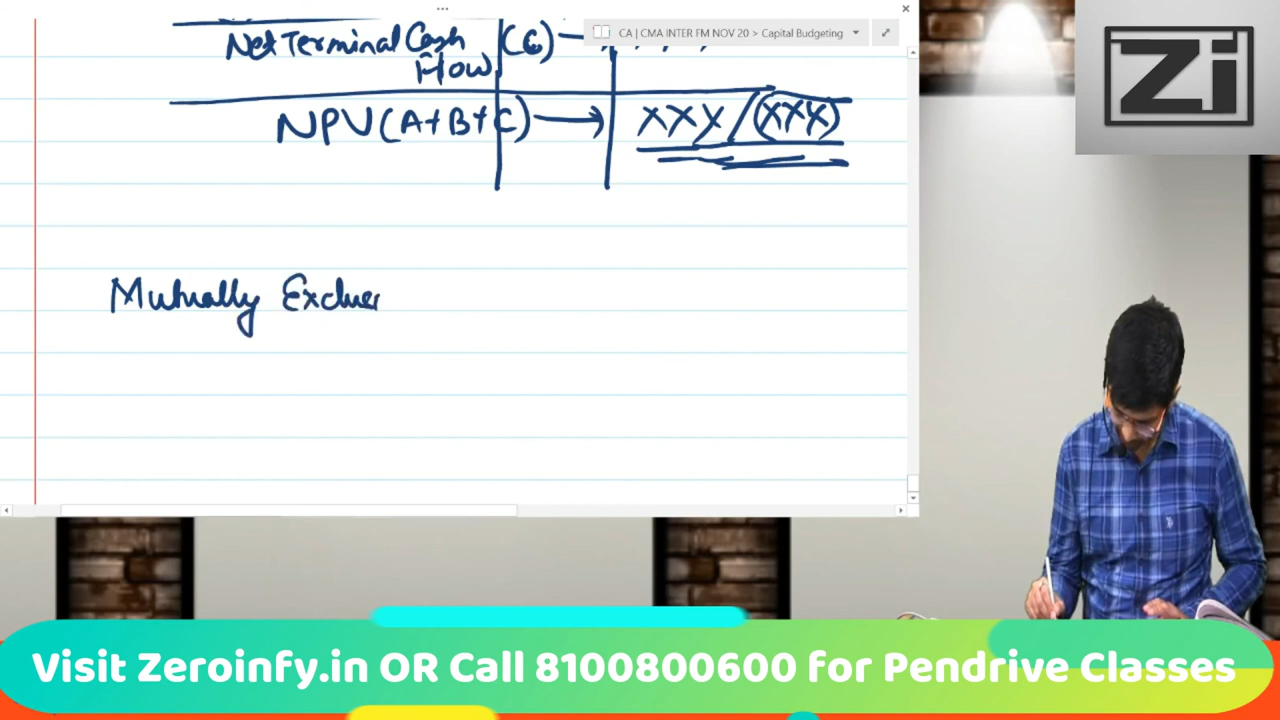 CA | CMA INTER FM NOV 20 > Capital Budgeting
Net Terminal Cash
Flow
(C)
NPV (A+B+C) → XXX/(XXX)
Mutually Exclus
Zi
Visit Zeroinfy.in OR Call 8100800600 for Pendrive Classes